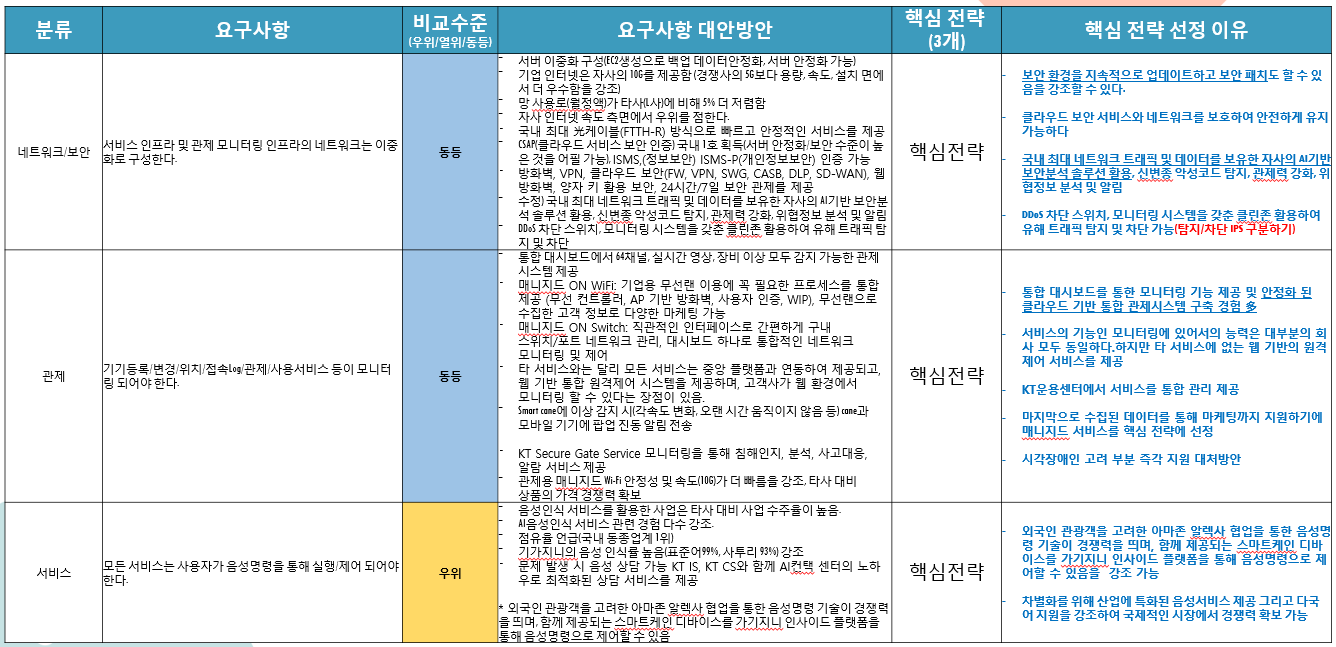 분류
요구사항
비교수준
(우위/열위/동등)
요구사항 대안방안
핵심 전략
(3개)
핵심 전략 선정 이유
네트워크/보안
서비스 인프라 및 관제 모니터링 인프라의 네트워크는 이중
화로 구성한다.
동등
- 서버 이중화 구성(EC2생성으로 백업 데이터안정화, 서버 안정화 가능)
- 기업 인터넷은 자사의 10G를 제공함 (경쟁사의 5G보다 용량, 속도, 설치 면에
서 더 우수함을 강조)
- 망 사용로(월정액)가 타사(L사)에 비해 5% 더 저렴함
- 자사 인터넷 속도 측면에서 우위를 점한다.
- 국내 최대 光케이블(FTTH-R) 방식으로 빠르고 안정적인 서비스를 제공
- CSAP(클라우드 서비스 보안 인증) 국내 1호 획득(서버 안정화/보안 수준이 높
은 것을 어필 가능), ISMS,(정보보안) ISMS-P(개인정보보안) 인증 가능
- 방화벽, VPN, 클라우드 보안(FW, VPN, SWG, CASB, DLP, SD-WAN), 웹
방화벽, 양자 키 활용 보안, 24시간/7일 보안 관제를 제공
- 수정) 국내 최대 네트워크 트래픽 및 데이터를 보유한 자사의 AI기반 보안분
석 솔루션 활용, 신변종 악성코드 탐지, 관제력 강화, 위협정보 분석 및 알림
- DDoS 차단 스위치, 모니터링 시스템을 갖춘 클린존 활용하여 유해 트래픽 탐
지 및 차단
핵심전략
- 보안 환경을 지속적으로 업데이트하고 보안 패치도 할 수 있
음을 강조할 수 있다.
- 클라우드 보안 서비스와 네트워크를 보호하여 안전하게 유지
가능하다
- 국내 최대 네트워크 트래픽 및 데이터를 보유한 자사의 AI기반
보안분석 솔루션 활용, 신변종 악성코드 탐지, 관제력 강화, 위
협정보 분석 및 알림
- DDoS 차단 스위치, 모니터링 시스템을 갖춘 클린존 활용하여
유해 트래픽 탐지 및 차단 가능(탐지/차단 IPS 구분하기)
관제
기기등록/변경/위치/접속Log/관제/사용서비스 등이 모니터
링 되어야 한다.
동등
- 통합 대시보드에서 64채널, 실시간 영상, 장비 이상 모두 감지 가능한 관제
시스템 제공
- 매니지드 ON WiFi: 기업용 무선랜 이용에 꼭 필요한 프로세스를 통합
제공 (무선 컨트롤러, AP 기반 방화벽, 사용자 인증, WIP), 무선랜으로
수집한 고객 정보로 다양한 마케팅 가능
- 매니지드 ON Switch: 직관적인 인터페이스로 간편하게 구내
스위치/포트 네트워크 관리, 대시보드 하나로 통합적인 네트워크
모니터링 및 제어
- 타 서비스와는 달리 모든 서비스는 중앙 플랫폼과 연동하여 제공되고,
웹 기반 통합 원격제어 시스템을 제공하며, 고객사가 웹 환경에서
모니터링 할 수 있다는 장점이 있음.
- Smart cane에 이상 감지 시(각속도 변화, 오랜 시간 움직이지 않음 등) cane과
모바일 기기에 팝업 진동 알림 전송
- KT Secure Gate Service 모니터링을 통해 침해인지, 분석, 사고대응,
알람 서비스 제공
- 관제용 매니지드 Wi-Fi 안정성 및 속도(10G)가 더 빠름을 강조, 타사 대비
상품의 가격 경쟁력 확보
핵심전략
- 통합 대시보드를 통한 모니터링 기능 제공 및 안정화 된
클라우드 기반 통합 관제시스템 구축 경험 多
- 서비스의 기능인 모니터링에 있어서의 능력은 대부분의 회
사 모두 동일하다.하지만 타 서비스에 없는 웹 기반의 원격
제어 서비스를 제공
- KT운용센터에서 서비스를 통합 관리 제공
- 마지막으로 수집된 데이터를 통해 마케팅까지 지원하기에
매니지드 서비스를 핵심 전략에 선정
- 시각장애인 고려 부분 즉각 지원 대처방안
서비스
모든 서비스는 사용자가 음성명령을 통해 실행/제어 되어야
한다.
우위
- 음성인식 서비스를 활용한 사업은 타사 대비 사업 수주율이 높음.
- AI음성인식 서비스 관련 경험 다수 강조.
- 점유율 언급(국내 동종업계 1위)
- 기가지니의 음성 인식률 높음(표준어99%, 사투리 93%) 강조
- 문제 발생 시 음성 상담 가능 KT IS, KT CS와 함께 AI컨택 센터의 노하
우로 최적화된 상담 서비스를 제공
* 외국인 관광객을 고려한 아마존 알렉사 협업을 통한 음성명령 기술이 경쟁력
을 띄며, 함께 제공되는 스마트케인 디바이스를 가기지니 인사이드 플랫폼을
통해 음성명령으로 제어할 수 있음
핵심전략
- 외국인 관광객을 고려한 아마존 알렉사 협업을 통한 음성명
령 기술이 경쟁력을 띄며, 함께 제공되는 스마트케인 디바
이스를 가기지니 인사이드 플랫폼을 통해 음성명령으로 제
어할 수 있음을 강조 가능
- 차별화를 위해 산업에 특화된 음성서비스 제공 그리고 다국
어 지원을 강조하여 국제적인 시장에서 경쟁력 확보 가능